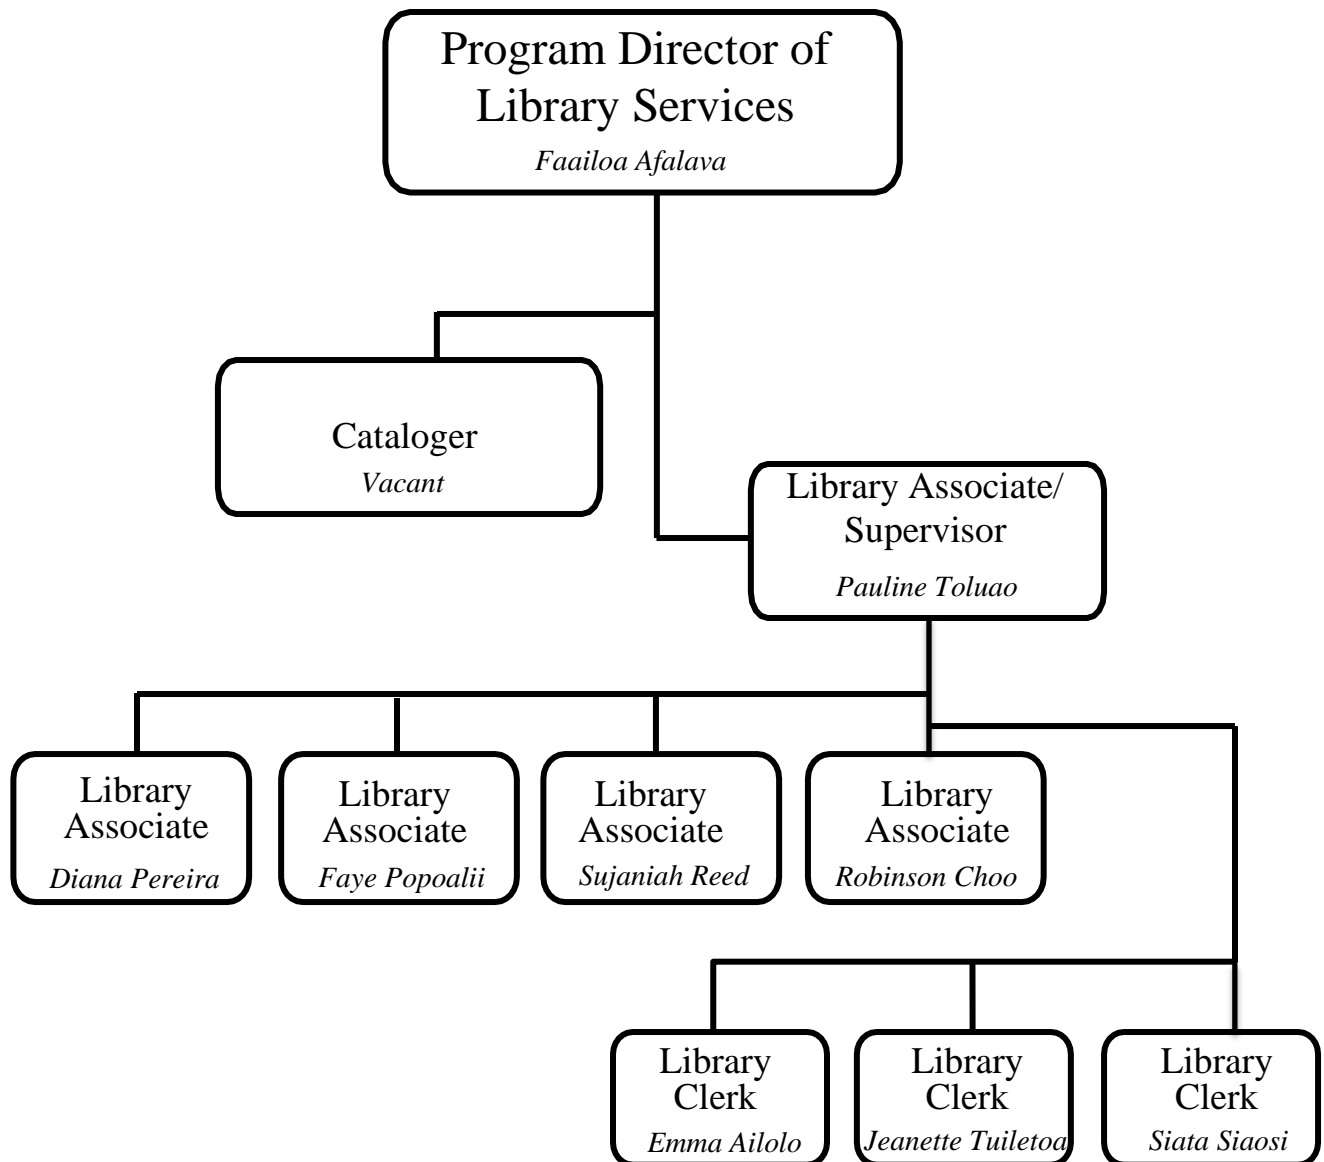 Program Director of
Library Services
Faailoa Afalava
Cataloger
Vacant
Library Associate/
Supervisor
Pauline Toluao
Library
Associate
Diana Pereira
Library
Associate
Faye Popoalii
Library
Associate
Sujaniah Reed
Library
Associate
Robinson Choo
Library
Clerk
Emma Ailolo
Library
Clerk
Jeanette Tuiletoa
Library
Clerk
Siata Siaosi